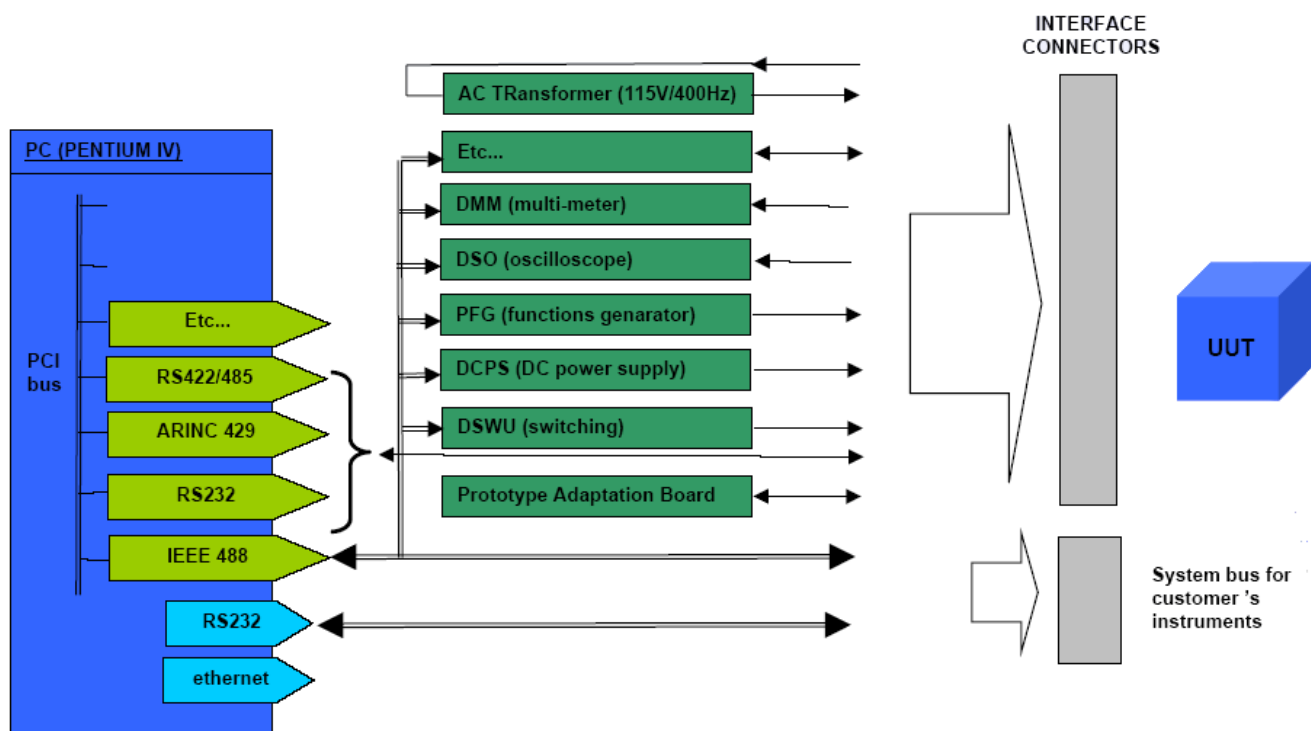 INTERFACE
CONNECTORS
AC TRansformer (115V/400Hz)
PC (PENTIUM IV)
Etc...
DMM (multi-meter)
DSO (oscilloscope)
Etc...
PFG (functions genarator)
PCI
bus
RS422/485
DCPS (DC power supply)
UUT
ARINC 429
DSWU (switching)
RS232
Prototype Adaptation Board
IEEE 488
System bus for
customer 's
instruments
RS232
ethernet